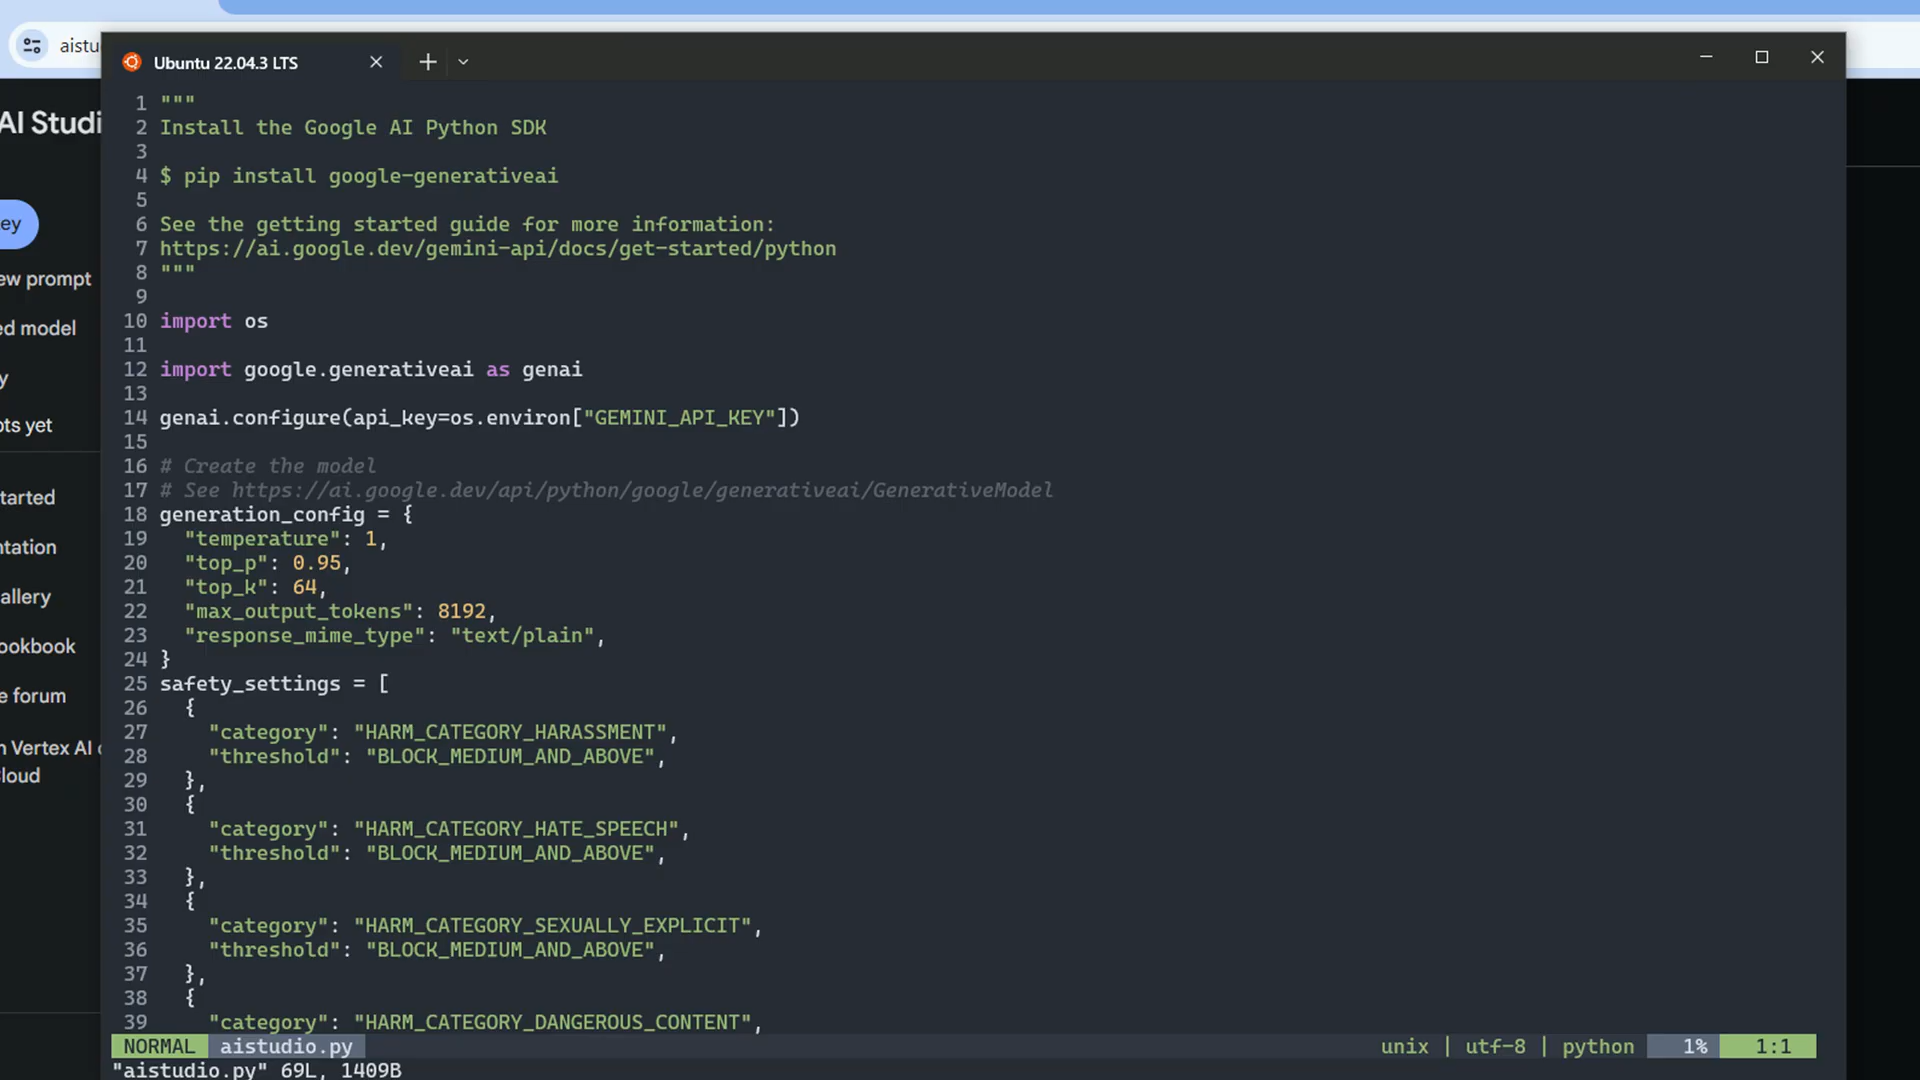 aistu
Ubuntu 22.04.3 LTS
AI Studi
ey
ew prompt
ed model
y
ots yet
tarted
ntation
allery
ookbook
e forum
n Vertex AI
loud
1 """
2 Install the Google AI Python SDK
3
4 $ pip install google-generativeai
5
6 See the getting started guide for more information:
7 https://ai.google.dev/gemini-api/docs/get-started/python
8 """
9
10 import os
11
12 import google.generativeai as genai
13
14 genai.configure(api_key=os.environ["GEMINI_API_KEY"])
15
16 # Create the model
17 # See https://ai.google.dev/api/python/google/generativeai/GenerativeModel
18 generation_config = {
19   "temperature": 1,
20   "top_p": 0.95,
21   "top_k": 64,
22   "max_output_tokens": 8192,
23   "response_mime_type": "text/plain",
24 }
25 safety_settings = [
26   {
27     "category": "HARM_CATEGORY_HARASSMENT",
28     "threshold": "BLOCK_MEDIUM_AND_ABOVE",
29   },
30   {
31     "category": "HARM_CATEGORY_HATE_SPEECH",
32     "threshold": "BLOCK_MEDIUM_AND_ABOVE",
33   },
34   {
35     "category": "HARM_CATEGORY_SEXUALLY_EXPLICIT",
36     "threshold": "BLOCK_MEDIUM_AND_ABOVE",
37   },
38   {
39     "category": "HARM_CATEGORY_DANGEROUS_CONTENT",
NORMAL aistudio.py unix | utf-8 | python 1% 1:1
"aistudio.py" 69L, 1409B